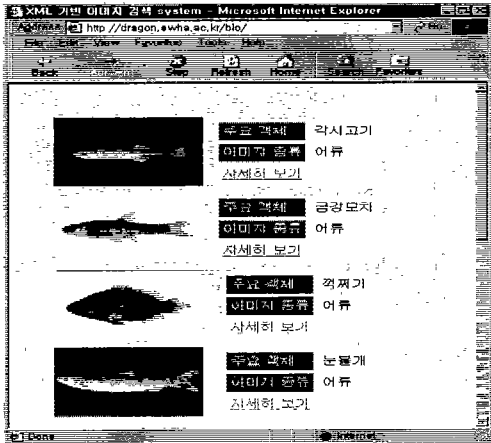 XML 기반 이미지 검색 system - Microsoft Internet Explorer
Address http://dragon.ewha.ac.kr/bio/
File Edit View Favorites Tools Help
Back Stop Refresh Home Search Favorites
주요 객체 각시고기
이미지 종류 어류
자세히 보기
주요 객체 금강모치
이미지 종류 어류
자세히 보기
주요 객체 꺽찌기
이미지 종류 어류
자세히 보기
주요 객체 눈불개
이미지 종류 어류
자세히 보기
Done Internet